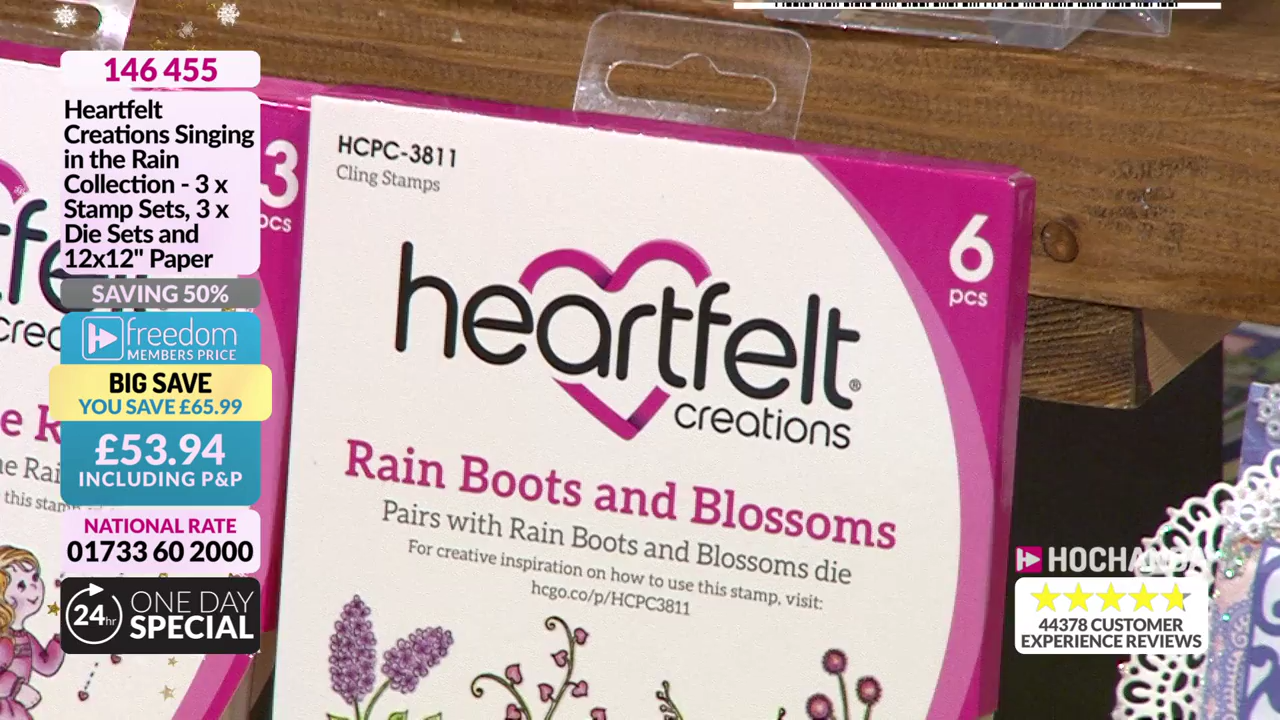 146 455
Heartfelt
Creations Singing
in the Rain
Collection - 3 x
Stamp Sets, 3 x
Die Sets and
12x12" Paper
SAVING 50%
freedom
MEMBERS PRICE
BIG SAVE
YOU SAVE £65.99
£53.94
INCLUDING P&P
NATIONAL RATE
01733 60 2000
24hr
ONE DAY
SPECIAL
3
pcs
HCPC-3811
Cling Stamps
6
pcs
heartfelt®
creations
Rain Boots and Blossoms
Pairs with Rain Boots and Blossoms die
For creative inspiration on how to use this stamp, visit:
hcgo.co/p/HCPC3811
HOCHANDA
44378 CUSTOMER
EXPERIENCE REVIEWS